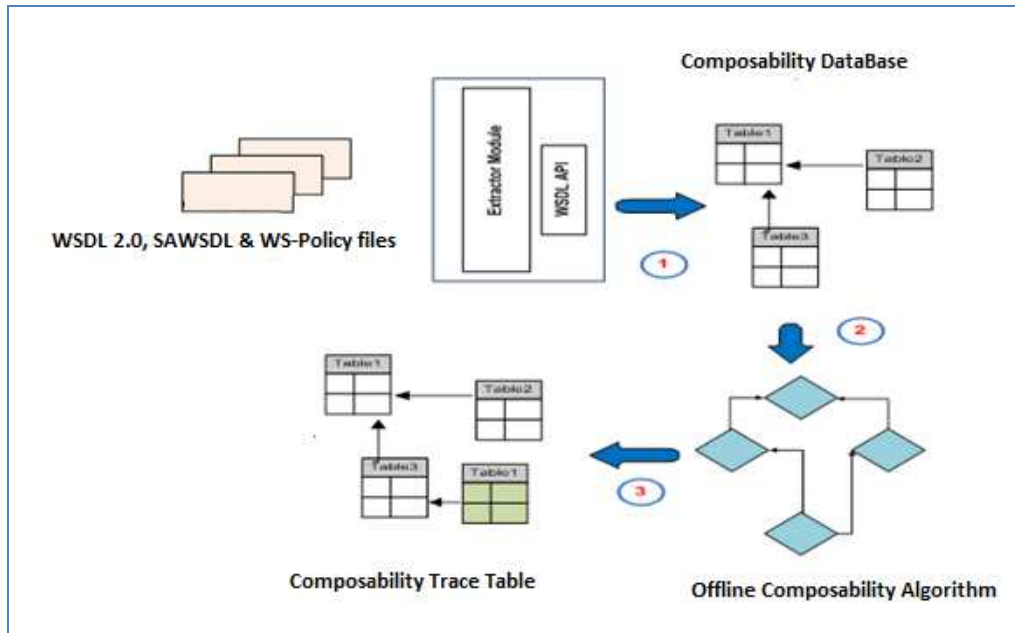 Composability DataBase
Extractor Module
WSDL API
WSDL 2.0, SAWSDL & WS-Policy files
Table1
Table2
Table3
1
2
Table1
Table2
Table3
Table1
3
Composability Trace Table
Offline Composability Algorithm